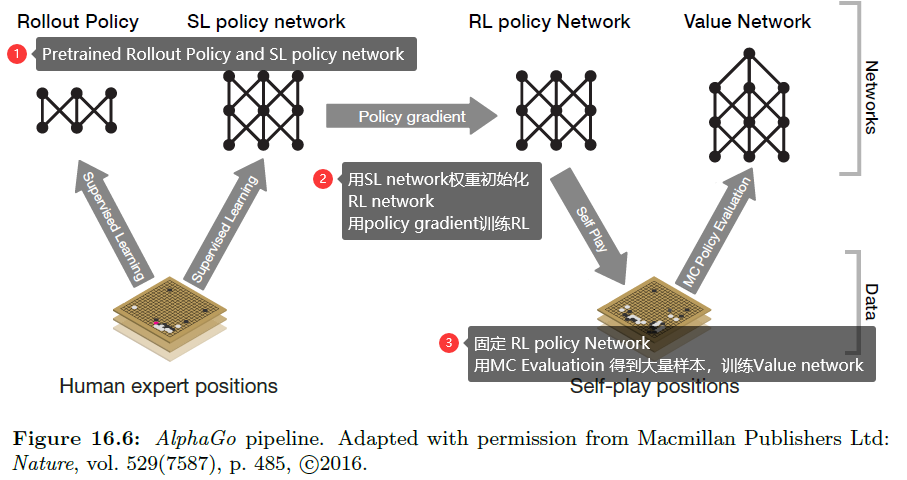 Rollout Policy
SL policy network
RL policy Network
Value Network
1
Pretrained Rollout Policy and SL policy network
Networks
Policy gradient
2
用SL network权重初始化
RL network
用policy gradient训练RL
Supervised Learning
Supervised Learning
Self Play
MC Policy Evaluation
Data
3
固定 RL policy Network
用MC Evaluatioin 得到大量样本，训练Value network
Human expert positions
Self-play positions
Figure 16.6: AlphaGo pipeline. Adapted with permission from Macmillan Publishers Ltd:
Nature, vol. 529(7587), p. 485, ©2016.